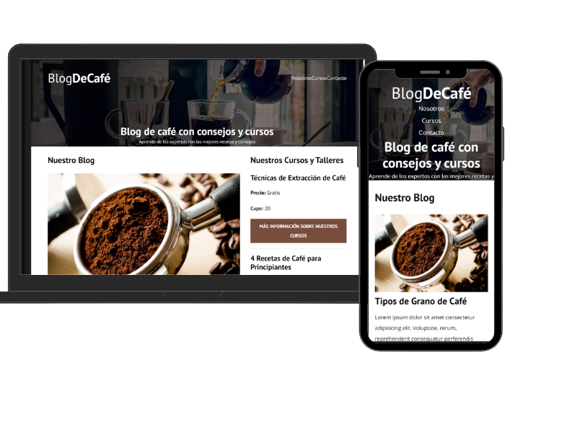 BlogDeCafé
NosotrosCursosContacto
Blog de café con consejos y cursos
Aprende de los expertos con las mejores recetas y consejos
Nuestro Blog
Nuestros Cursos y Talleres
Técnicas de Extracción de Café
Precio: Gratis
Cupo: 20
MÁS INFORMACIÓN SOBRE NUESTROS
CURSOS
4 Recetas de Café para
Principiantes
BlogDeCafé
Nosotros
Cursos
Contacto
Blog de café con
consejos y cursos
Aprende de los expertos con las mejores recetas y
Nuestro Blog
Tipos de Grano de Café
Lorem ipsum dolor sit amet consectetur
adipisicing elit. Voluptate, rerum,
reprehenderit consequatur perferendis